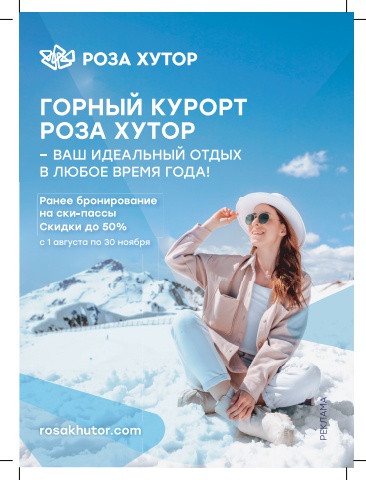 РОЗА ХУТОР
ГОРНЫЙ КУРОРТ
РОЗА ХУТОР
– ВАШ ИДЕАЛЬНЫЙ ОТДЫХ
В ЛЮБОЕ ВРЕМЯ ГОДА!
Ранее бронирование
на ски-пассы
Скидки до 50%
с 1 августа по 30 ноября
rosakhutor.com
РЕКЛАМА